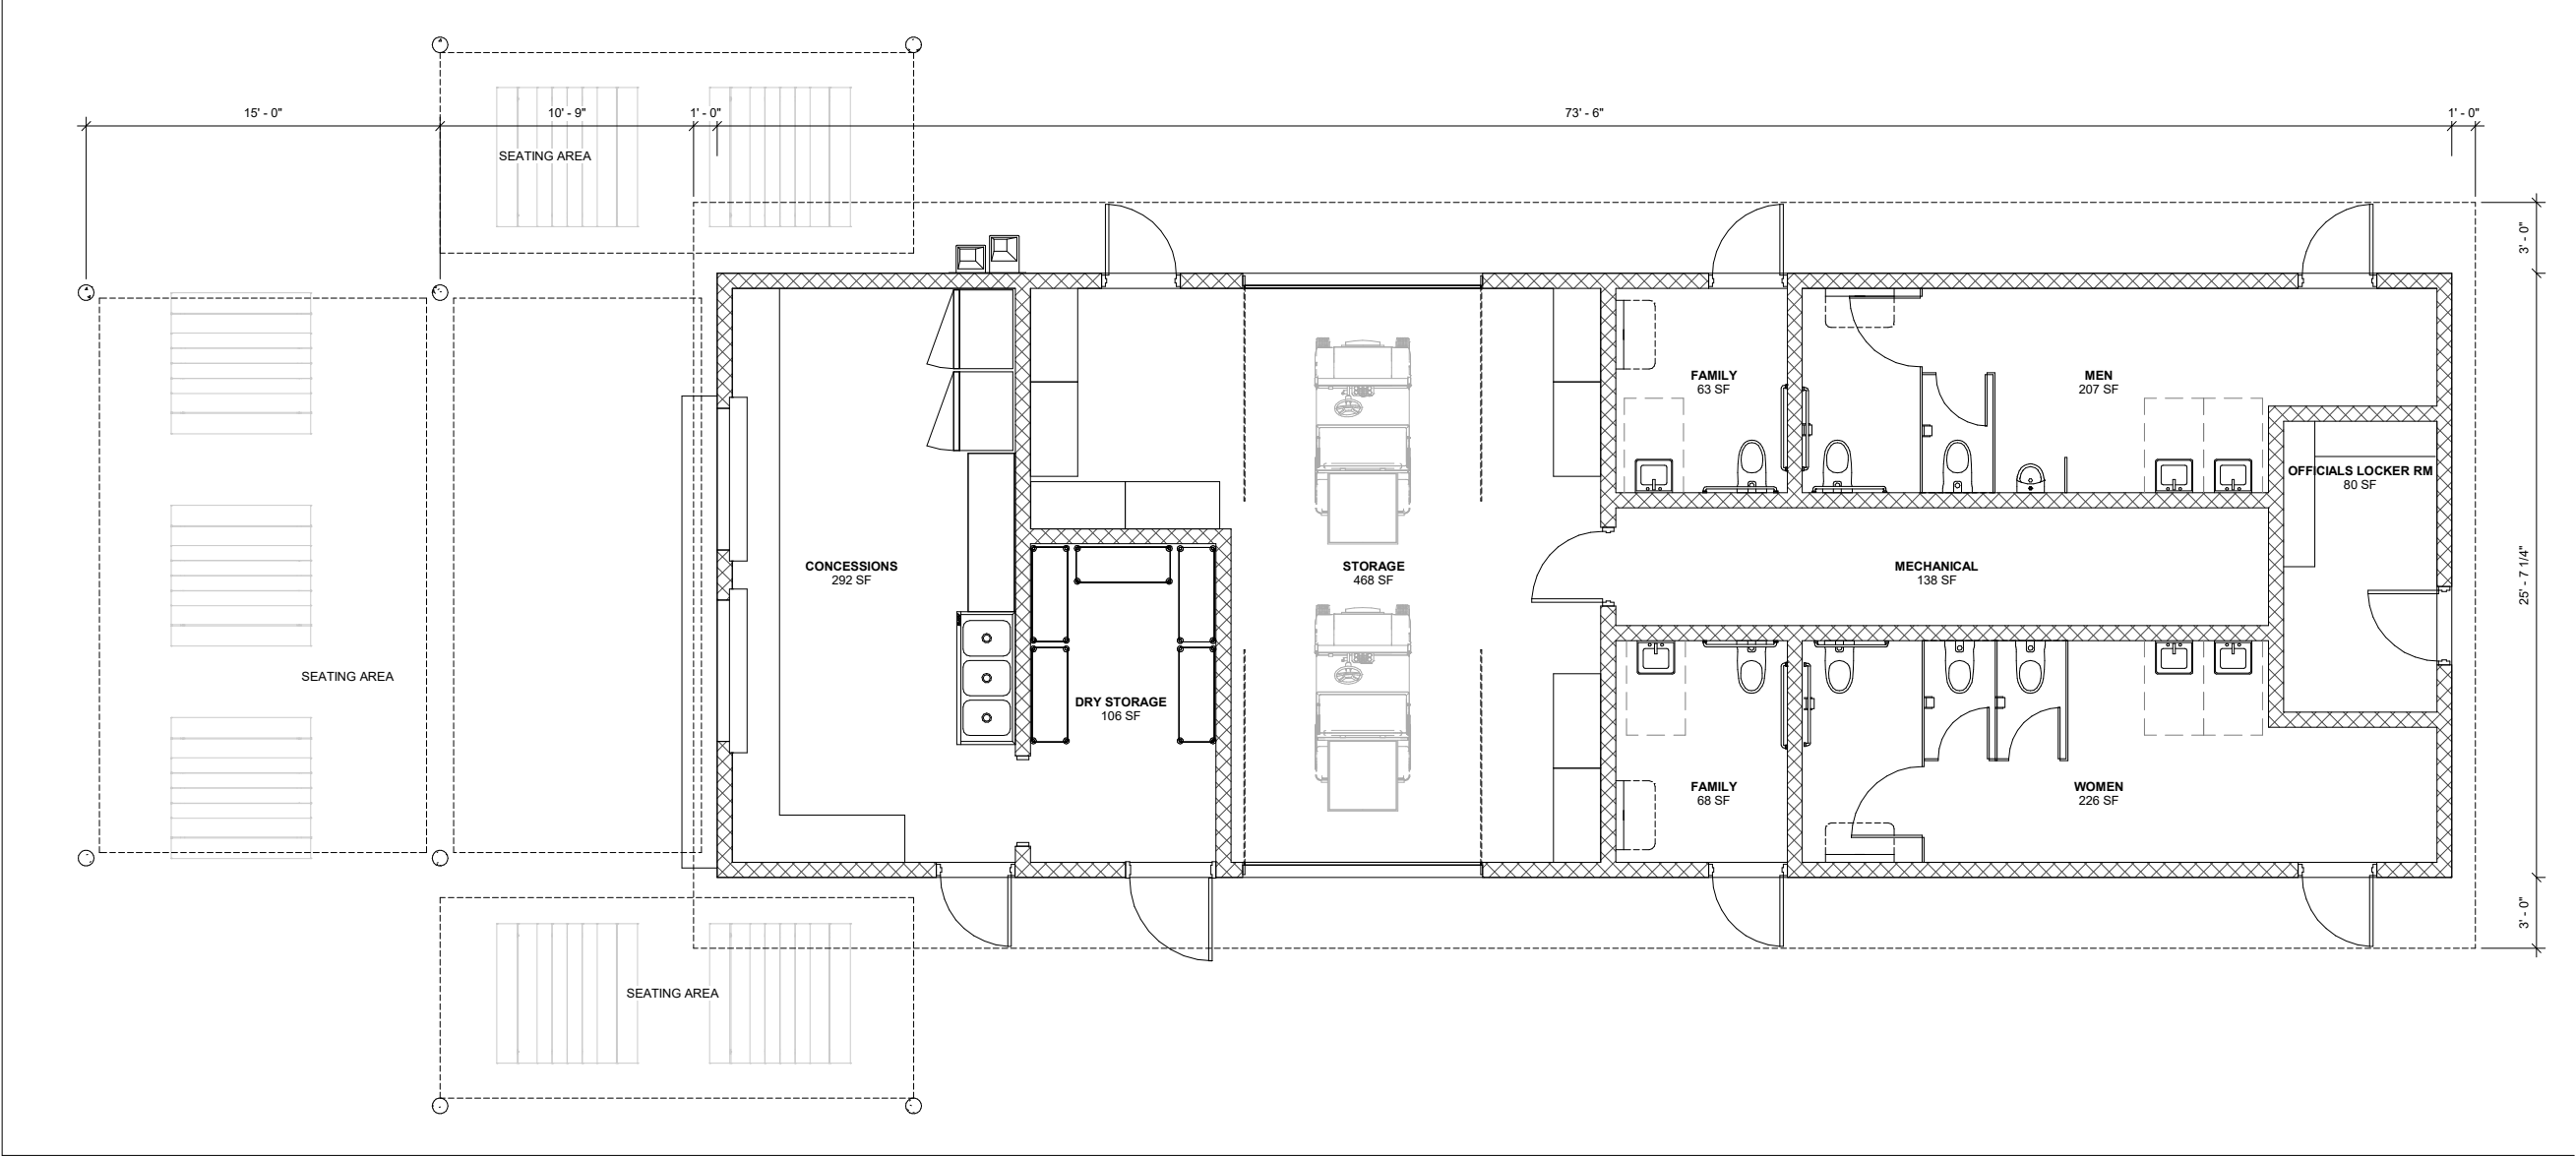 15' - 0"
10' - 9"
1' - 0"
73' - 6"
1' - 0"
SEATING AREA
3' - 0"
FAMILY
63 SF
MEN
207 SF
OFFICIALS LOCKER RM
80 SF
CONCESSIONS
292 SF
STORAGE
468 SF
MECHANICAL
138 SF
25' - 7 1/4"
SEATING AREA
DRY STORAGE
106 SF
FAMILY
68 SF
WOMEN
226 SF
3' - 0"
SEATING AREA